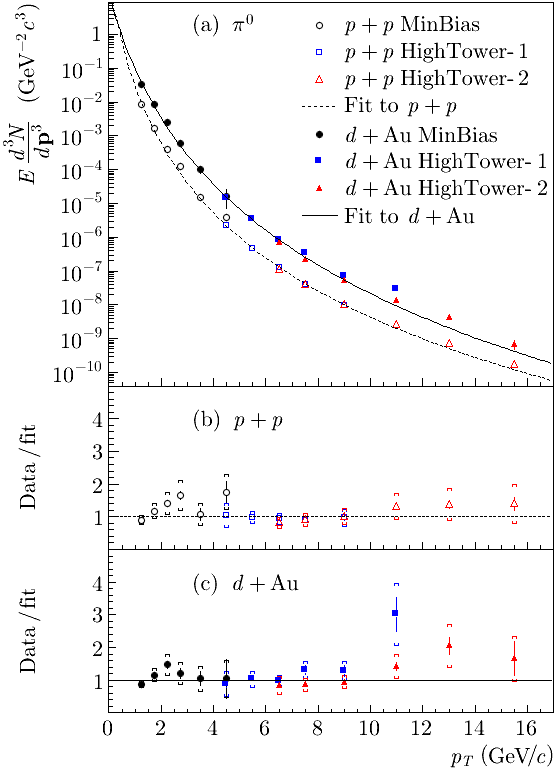 (a) π⁰
p + p MinBias
p + p HighTower-1
p + p HighTower-2
Fit to p + p
d + Au MinBias
d + Au HighTower-1
d + Au HighTower-2
Fit to d + Au
E d³N/d𝐩³ (GeV⁻²c³)
1
10⁻¹
10⁻²
10⁻³
10⁻⁴
10⁻⁵
10⁻⁶
10⁻⁷
10⁻⁸
10⁻⁹
10⁻¹⁰
(b) p + p
Data/fit
4
3
2
1
(c) d + Au
Data/fit
4
3
2
1
0 2 4 6 8 10 12 14 16
p_T (GeV/c)